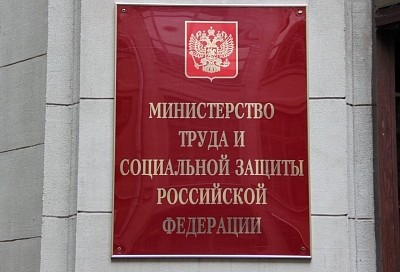 МИНИСТЕРСТВО
ТРУДА И
СОЦИАЛЬНОЙ ЗАЩИТЫ
РОССИЙСКОЙ
ФЕДЕРАЦИИ